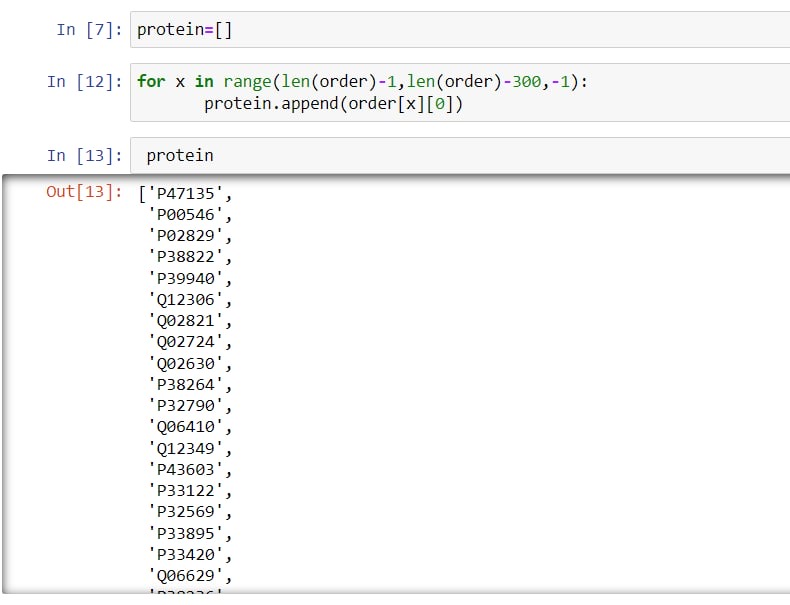 In [7]: protein=[]
In [12]: for x in range(len(order)-1,len(order)-300,-1):
protein.append(order[x][0])
In [13]: protein
Out[13]: ['P47135',
'P00546',
'P02829',
'P38822',
'P39940',
'Q12306',
'Q02821',
'Q02724',
'Q02630',
'P38264',
'P32790',
'Q06410',
'Q12349',
'P43603',
'P33122',
'P32569',
'P33895',
'P33420',
'Q06629',